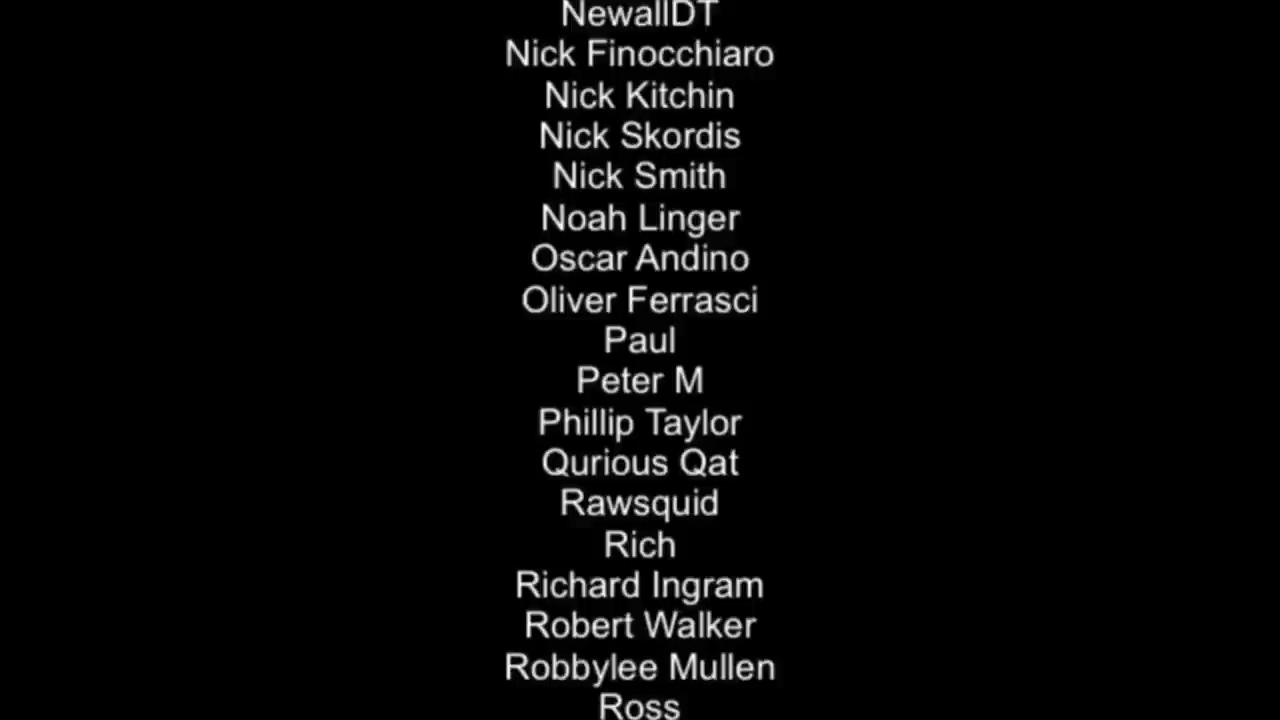 NewallDT
Nick Finocchiaro
Nick Kitchin
Nick Skordis
Nick Smith
Noah Linger
Oscar Andino
Oliver Ferrasci
Paul
Peter M
Phillip Taylor
Qurious Qat
Rawsquid
Rich
Richard Ingram
Robert Walker
Robbylee Mullen
Ross